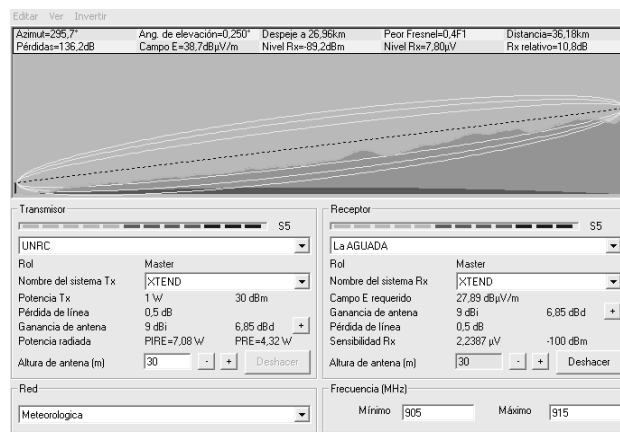 Editar Ver Invertir
Azimut=295,7° Ang. de elevación=0,250° Despeje a 26,96km Peor Fresnel=0,4F1 Distancia=36,18km
Pérdidas=136,2dB Campo E=38,7dBμV/m Nivel Rx=-89,2dBm Nivel Rx=7,80μV Rx relativo=10,8dB
Transmisor
S5
UNRC
Rol Master
Nombre del sistema Tx XTEND
Potencia Tx 1 W 30 dBm
Pérdida de línea 0,5 dB
Ganancia de antena 9 dBi 6,85 dBd +
Potencia radiada PIRE=7,08 W PRE=4,32 W
Altura de antena (m) 30 - + Deshacer
Red
Meteorologica
Receptor
S5
La AGUADA
Rol Master
Nombre del sistema Rx XTEND
Campo E requerido 27,89 dBμV/m
Ganancia de antena 9 dBi 6,85 dBd +
Pérdida de línea 0,5 dB
Sensibilidad Rx 2,2387 μV -100 dBm
Altura de antena (m) 30 - + Deshacer
Frecuencia (MHz)
Mínimo 905 Máximo 915